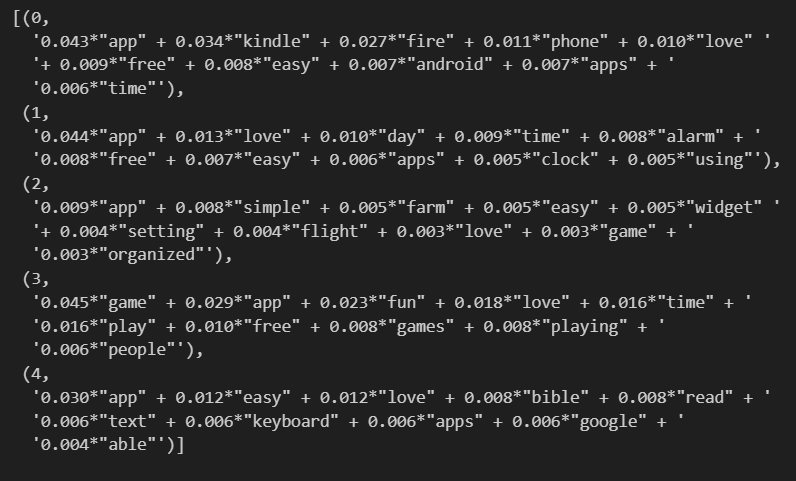 [(0,
'0.043*"app" + 0.034*"kindle" + 0.027*"fire" + 0.011*"phone" + 0.010*"love" '
'+ 0.009*"free" + 0.008*"easy" + 0.007*"android" + 0.007*"apps" + '
'0.006*"time"'),
(1,
'0.044*"app" + 0.013*"love" + 0.010*"day" + 0.009*"time" + 0.008*"alarm" + '
'0.008*"free" + 0.007*"easy" + 0.006*"apps" + 0.005*"clock" + 0.005*"using"'),
(2,
'0.009*"app" + 0.008*"simple" + 0.005*"farm" + 0.005*"easy" + 0.005*"widget" '
'+ 0.004*"setting" + 0.004*"flight" + 0.003*"love" + 0.003*"game" + '
'0.003*"organized"'),
(3,
'0.045*"game" + 0.029*"app" + 0.023*"fun" + 0.018*"love" + 0.016*"time" + '
'0.016*"play" + 0.010*"free" + 0.008*"games" + 0.008*"playing" + '
'0.006*"people"'),
(4,
'0.030*"app" + 0.012*"easy" + 0.012*"love" + 0.008*"bible" + 0.008*"read" + '
'0.006*"text" + 0.006*"keyboard" + 0.006*"apps" + 0.006*"google" + '
'0.004*"able"')]